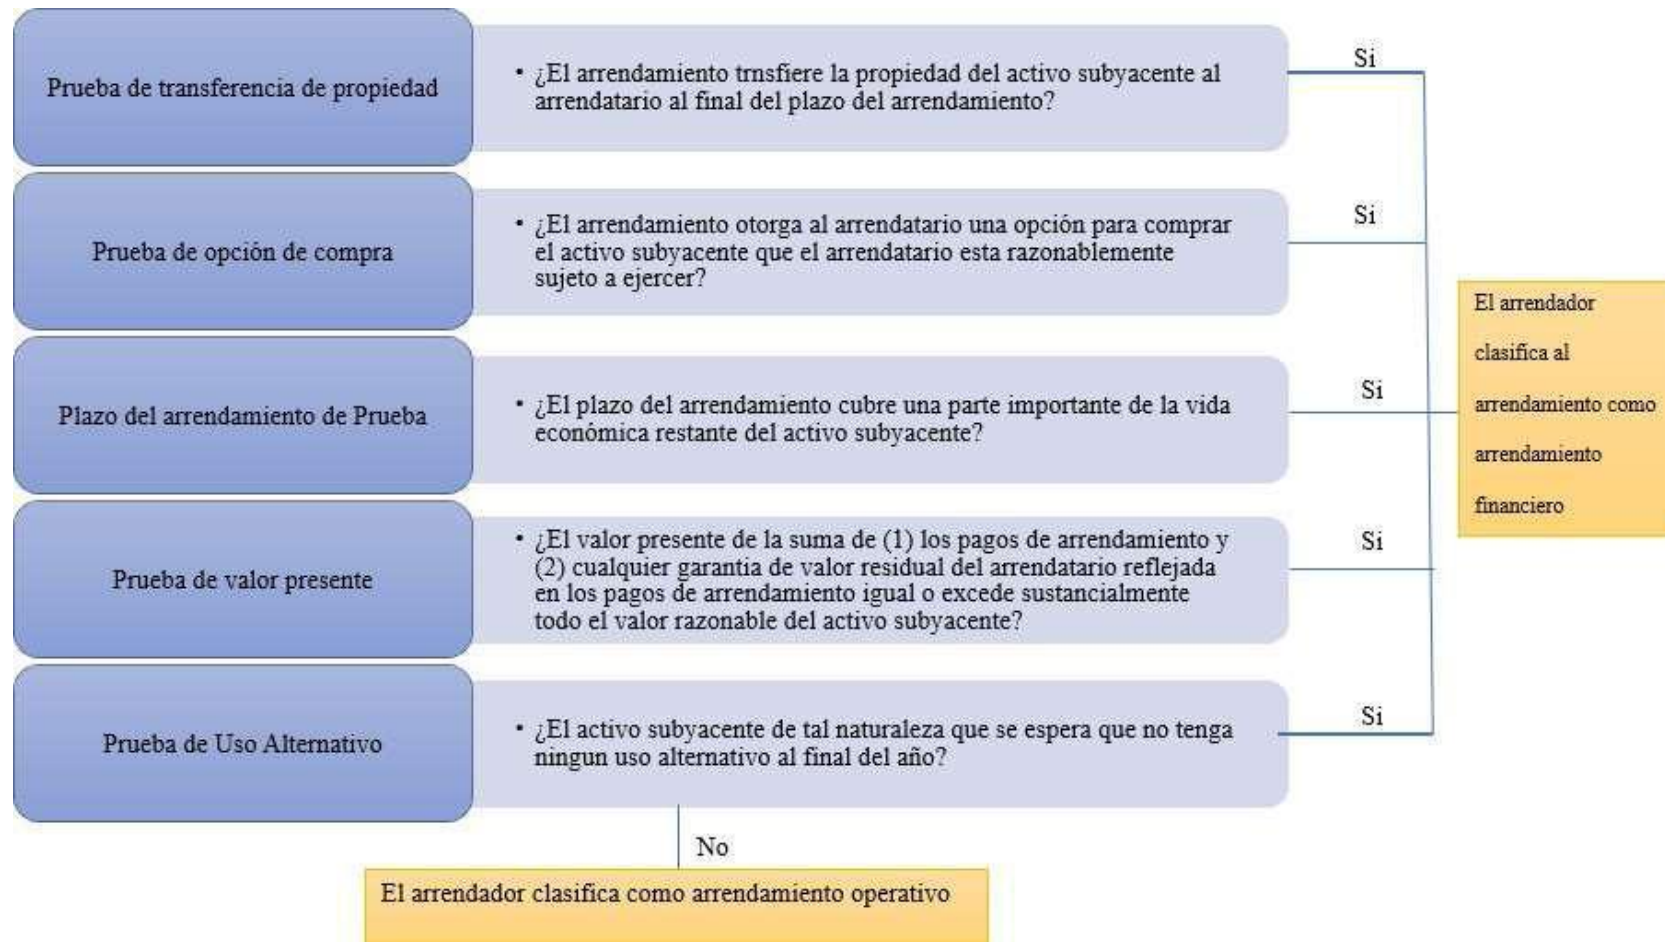 Prueba de transferencia de propiedad
• ¿El arrendamiento trnsfiere la propiedad del activo subyacente al
arrendatario al final del plazo del arrendamiento?
Si
Prueba de opción de compra
• ¿El arrendamiento otorga al arrendatario una opción para comprar
el activo subyacente que el arrendatario esta razonablemente
sujeto a ejercer?
Si
Plazo del arrendamiento de Prueba
• ¿El plazo del arrendamiento cubre una parte importante de la vida
económica restante del activo subyacente?
Si
El arrendador
clasifica al
arrendamiento como
arrendamiento
financiero
Prueba de valor presente
• ¿El valor presente de la suma de (1) los pagos de arrendamiento y
(2) cualquier garantia de valor residual del arrendatario reflejada
en los pagos de arrendamiento igual o excede sustancialmente
todo el valor razonable del activo subyacente?
Si
Prueba de Uso Alternativo
• ¿El activo subyacente de tal naturaleza que se espera que no tenga
ningun uso alternativo al final del año?
Si
No
El arrendador clasifica como arrendamiento operativo